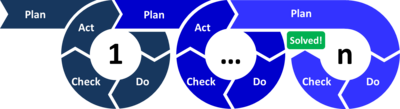 Plan
Plan
Plan
Act
Act
Solved!
1
...
n
Check
Do
Check
Do
Check
Do